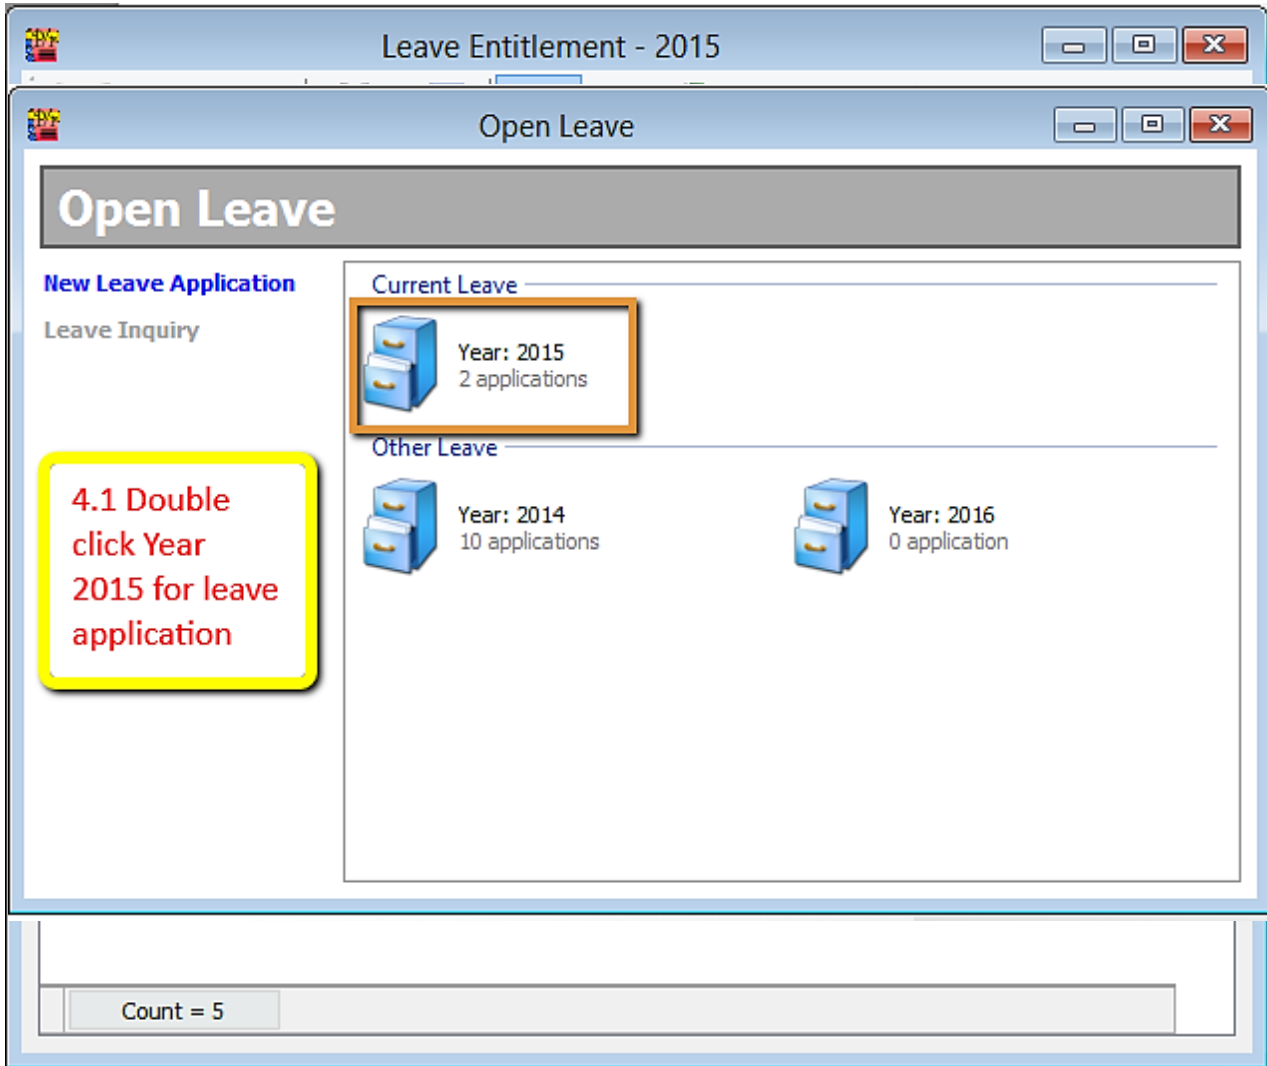 Leave Entitlement - 2015
Open Leave
Open Leave
New Leave Application
Leave Inquiry
Current Leave
Year: 2015
2 applications
Other Leave
Year: 2014
10 applications
Year: 2016
0 application
4.1 Double
click Year
2015 for leave
application
Count = 5